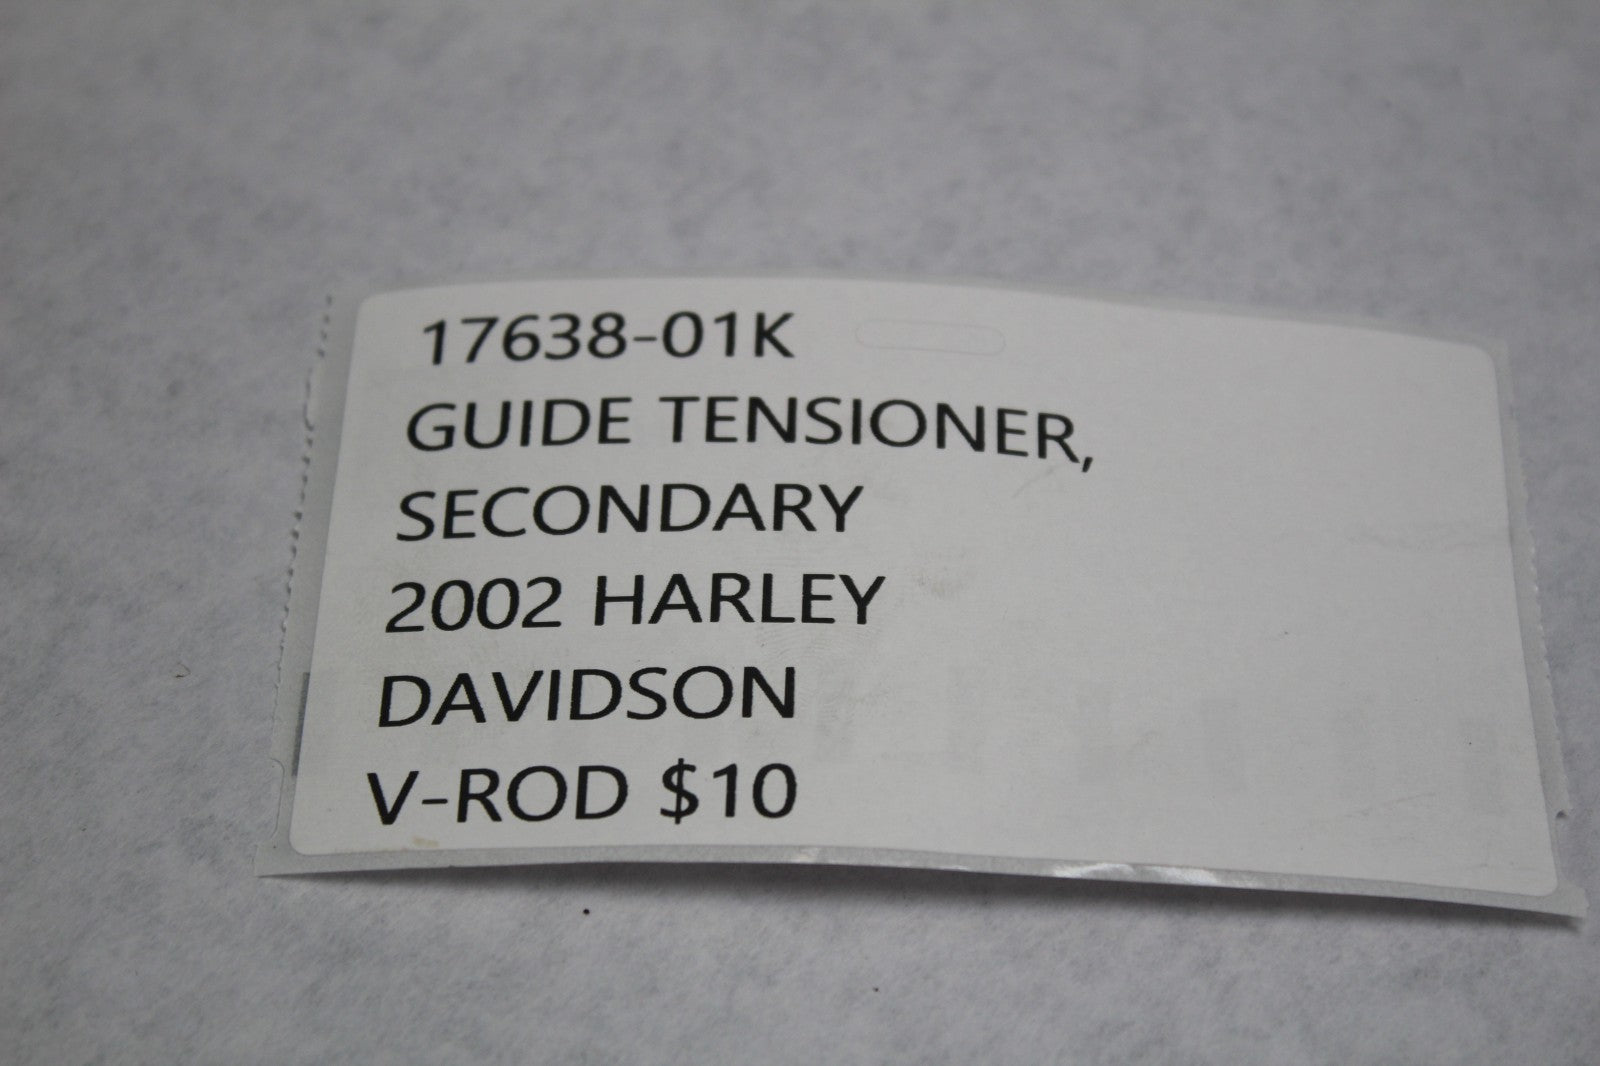 17638-01K
GUIDE TENSIONER,
SECONDARY
2002 HARLEY
DAVIDSON
V-ROD $10